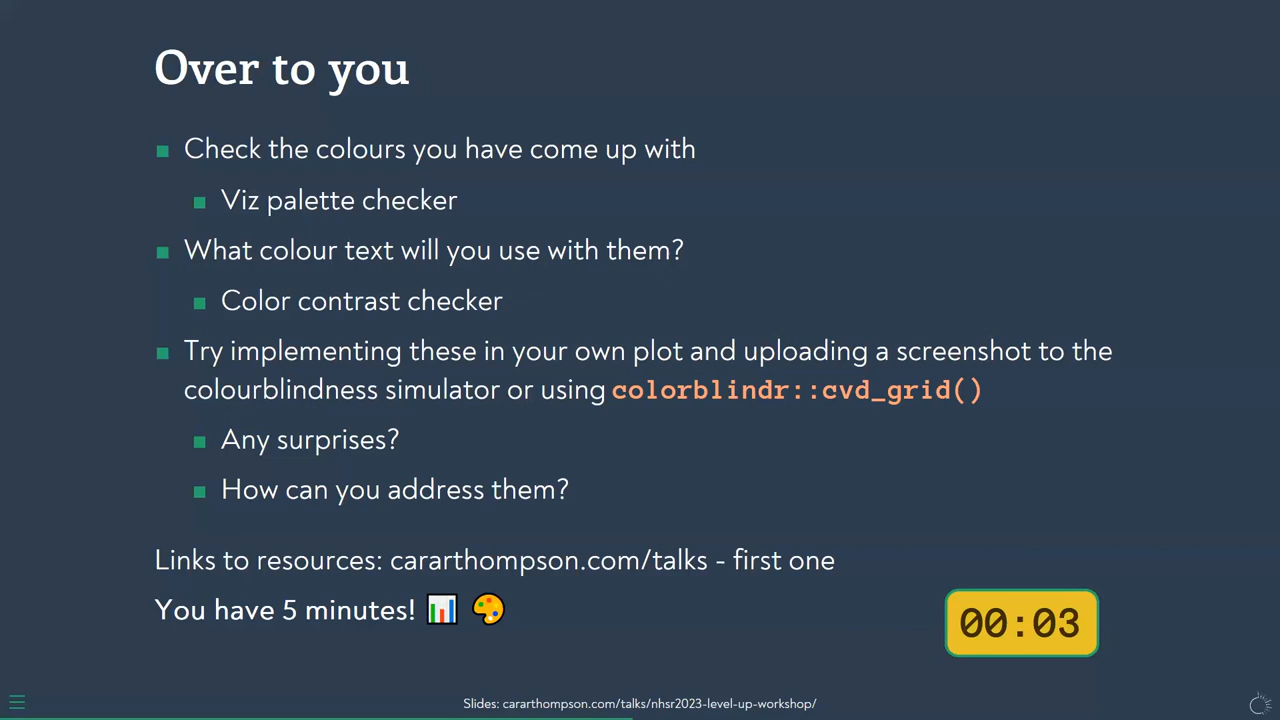 Over to you
Check the colours you have come up with
Viz palette checker
What colour text will you use with them?
Color contrast checker
Try implementing these in your own plot and uploading a screenshot to the
colourblindness simulator or using colorblindr::cvd_grid()
Any surprises?
How can you address them?
Links to resources: cararthompson.com/talks - first one
You have 5 minutes! 📊 🎨
00:03
Slides: cararthompson.com/talks/nhsr2023-level-up-workshop/